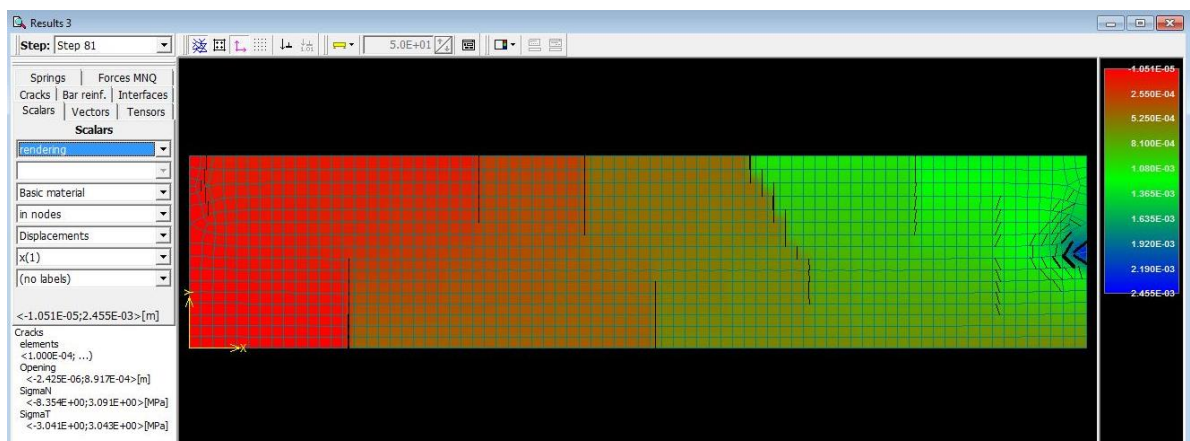 Results 3
Step: Step 81
5.0E+01
Springs Forces MNQ
Cracks Bar reinf. Interfaces
Scalars Vectors Tensors
Scalars
rendering
Basic material
in nodes
Displacements
x(1)
(no labels)
<-1.051E-05;2.455E-03>[m]
Cracks
elements
<1.000E-04; ...)
Opening
<-2.425E-06;8.917E-04>[m]
SigmaN
<-8.354E+00;3.091E+00>[MPa]
SigmaT
<-3.041E+00;3.043E+00>[MPa]
Y
X
-1.051E-05
2.550E-04
5.250E-04
8.100E-04
1.080E-03
1.365E-03
1.635E-03
1.920E-03
2.190E-03
2.455E-03